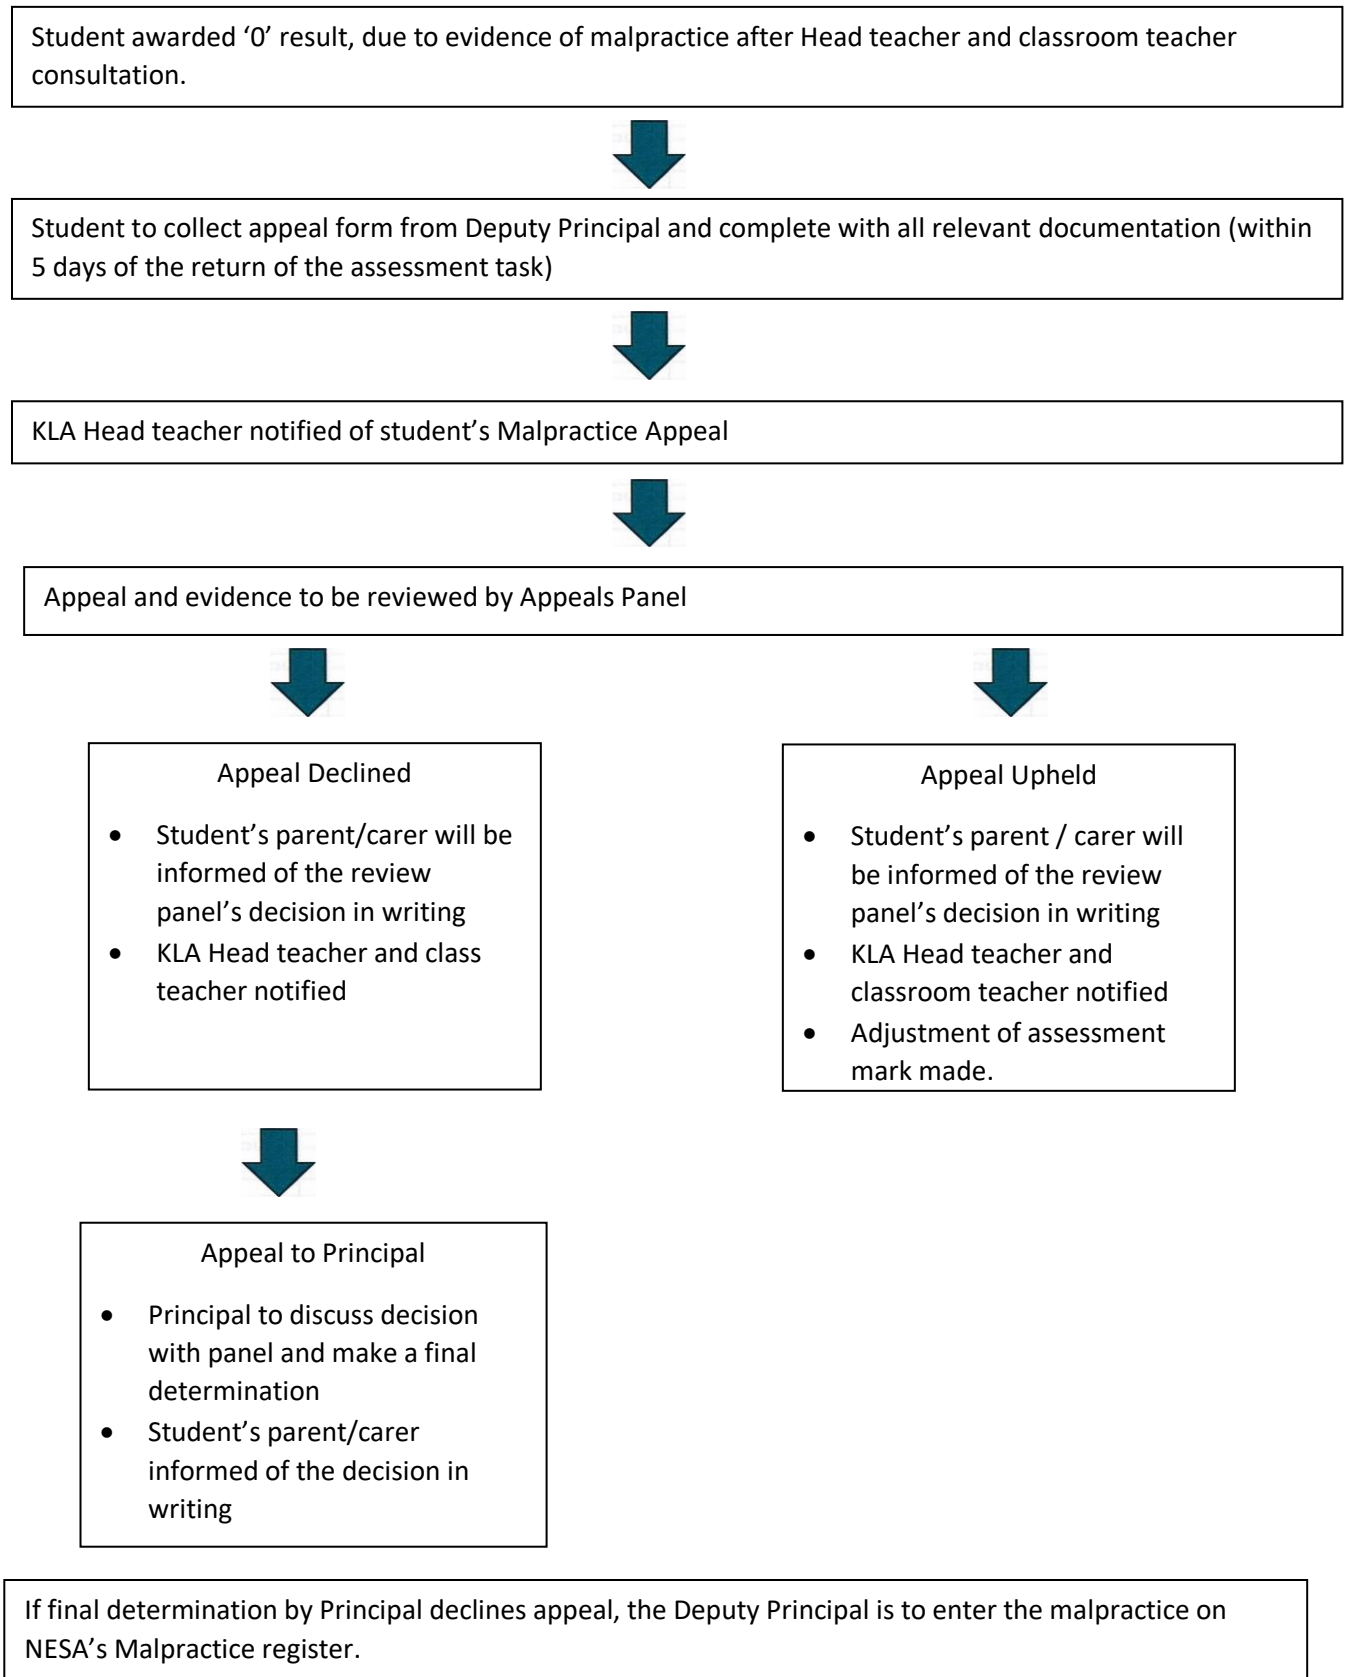 Student awarded ‘0’ result, due to evidence of malpractice after Head teacher and classroom teacher
consultation.
Student to collect appeal form from Deputy Principal and complete with all relevant documentation (within
5 days of the return of the assessment task)
KLA Head teacher notified of student’s Malpractice Appeal
Appeal and evidence to be reviewed by Appeals Panel
Appeal Declined
• Student’s parent/carer will be
informed of the review
panel’s decision in writing
• KLA Head teacher and class
teacher notified
Appeal Upheld
• Student’s parent / carer will
be informed of the review
panel’s decision in writing
• KLA Head teacher and
classroom teacher notified
• Adjustment of assessment
mark made.
Appeal to Principal
• Principal to discuss decision
with panel and make a final
determination
• Student’s parent/carer
informed of the decision in
writing
If final determination by Principal declines appeal, the Deputy Principal is to enter the malpractice on
NESA’s Malpractice register.